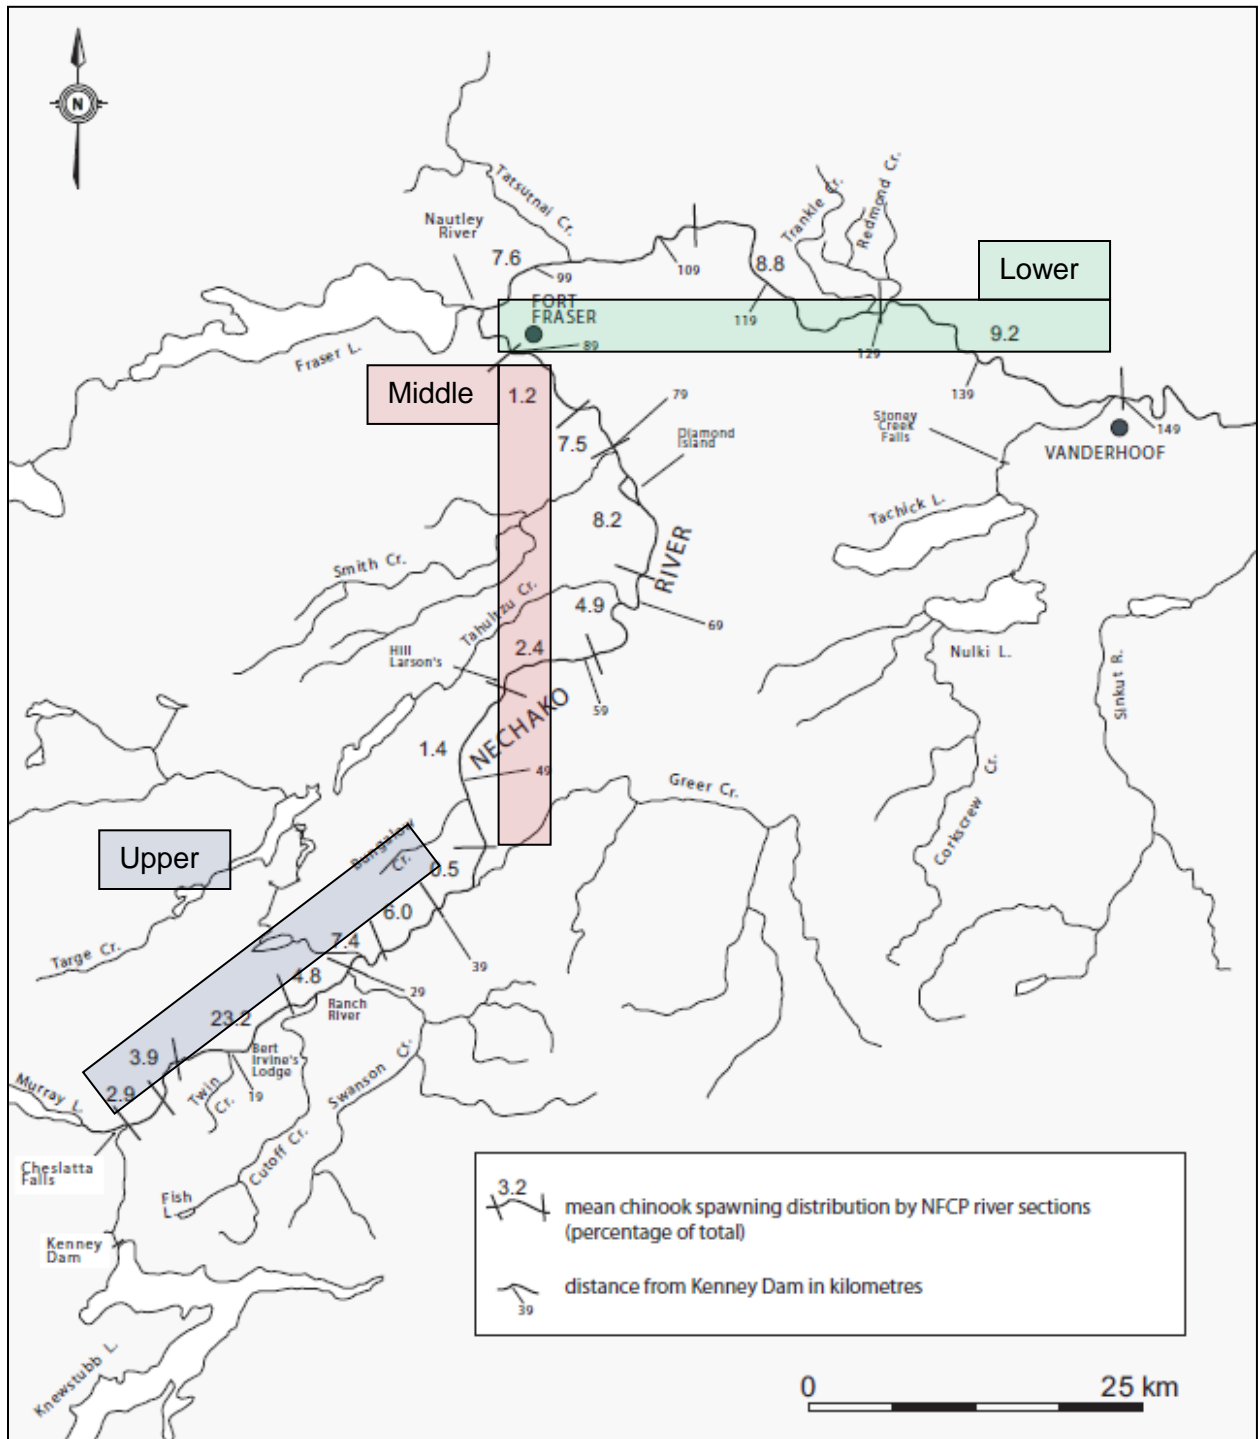 N
Tatsutnai Cr.
Nautley
River
7.6
99
109
Trankle Cr.
Redmond Cr.
8.8
119
129
Lower
FORT
FRASER
89
9.2
139
Fraser L.
Middle
1.2
79
7.5
Diamond
Island
Stoney
Creek
Falls
149
VANDERHOOF
8.2
Tachick L.
NECHAKO RIVER
Smith Cr.
Tahultzu Cr.
4.9
69
Hill
Larson's
2.4
59
Nulki L.
Sinkut R.
1.4
49
Greer Cr.
Corkscrew Cr.
Upper
Bungalow
Cr.
0.5
6.0
Targe Cr.
7.4
39
4.8
29
Ranch
River
23.2
Bert
Irvine's
Lodge
3.9
2.9
Murray L.
Twin
Cr.
19
Swanson Cr.
Cutoff Cr.
Cheslatta
Falls
Fish
L.
Kenney
Dam
Knewstubb L.
3.2
mean chinook spawning distribution by NFCP river sections
(percentage of total)
distance from Kenney Dam in kilometres
39
0 25 km